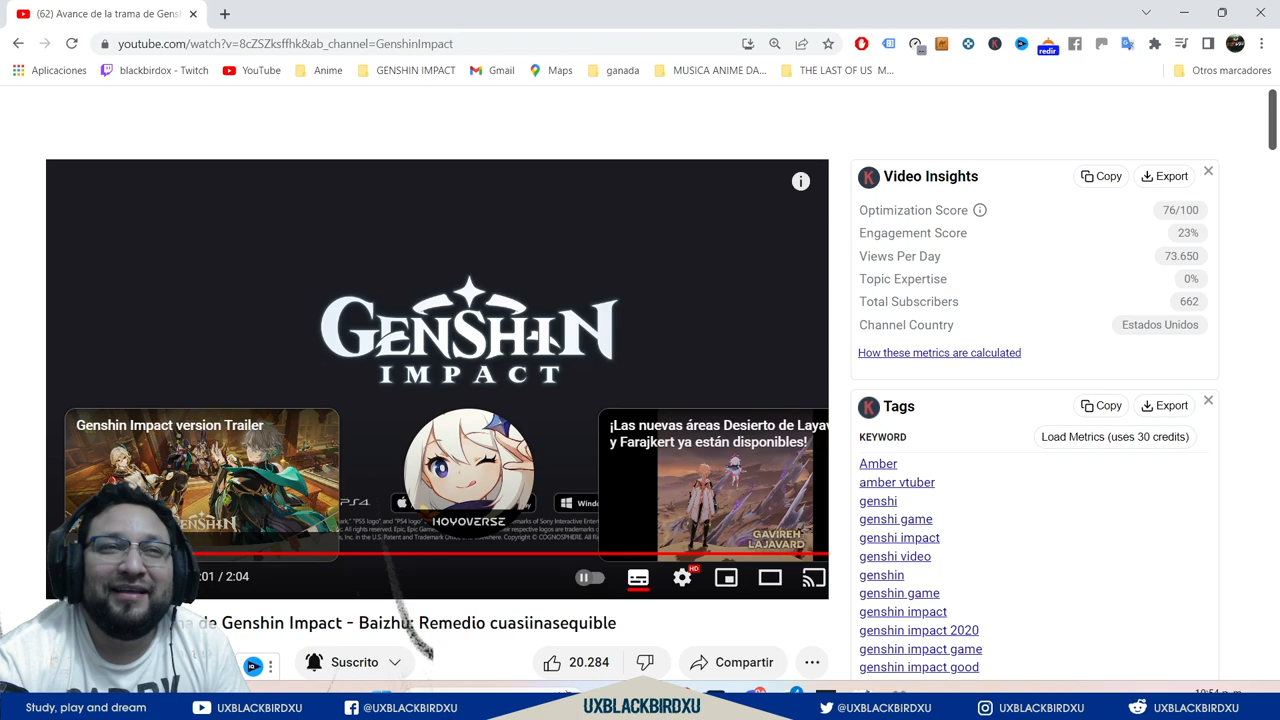 (62) Avance de la trama de Gensh
youtube.com/watch?v=8cZSZksffhk&ab_channel=GenshinImpact
redir
Aplicaciones
blackbirdox - Twitch
YouTube
Anime
GENSHIN IMPACT
Gmail
Maps
ganada
MUSICA ANIME DA...
THE LAST OF US M...
Otros marcadores
GENSHIN
IMPACT
Genshin Impact version Trailer
GENSHIN
HOYOVERSE
¡Las nuevas áreas Desierto de Laya
y Farajkert ya están disponibles!
GAVIREH
LAJAVARD
:01 / 2:04
HD
de Genshin Impact - Baizhu: Remedio cuasiinasequible
Suscrito
20.284
Compartir
K
Video Insights
Copy
Export
Optimization Score
76/100
Engagement Score
23%
Views Per Day
73.650
Topic Expertise
0%
Total Subscribers
662
Channel Country
Estados Unidos
How these metrics are calculated
K
Tags
Copy
Export
KEYWORD
Load Metrics (uses 30 credits)
Amber
amber vtuber
genshi
genshi game
genshi impact
genshi video
genshin
genshin game
genshin impact
genshin impact 2020
genshin impact game
genshin impact good
Study, play and dream
UXBLACKBIRDXU
@UXBLACKBIRDXU
UXBLACKBIRDXU
@UXBLACKBIRDXU
UXBLACKBIRDXU
UXBLACKBIRDXU